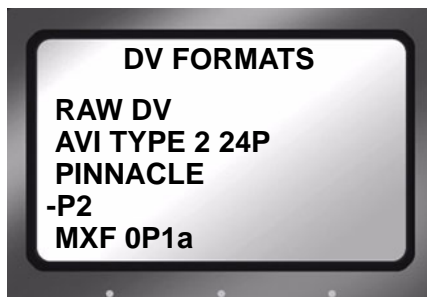 DV FORMATS
RAW DV
AVI TYPE 2 24P
PINNACLE
-P2
MXF 0P1a